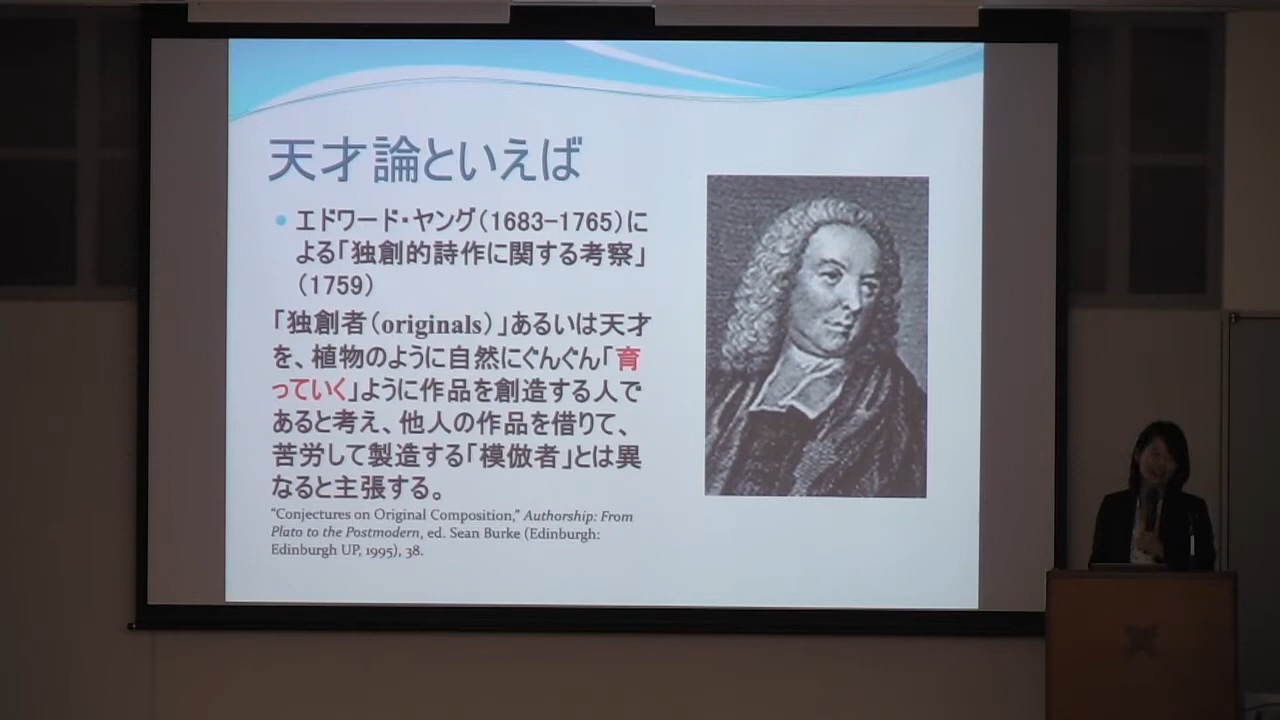 天才論といえば
エドワード・ヤング（1683−1765）に
よる「独創的詩作に関する考察」
（1759）
「独創者（originals）」あるいは天才
を、植物のように自然にぐんぐん「育
っていく」ように作品を創造する人で
あると考え、他人の作品を借りて、
苦労して製造する「模倣者」とは異
なると主張する。
“Conjectures on Original Composition,” Authorship: From
Plato to the Postmodern, ed. Sean Burke (Edinburgh:
Edinburgh UP, 1995), 38.